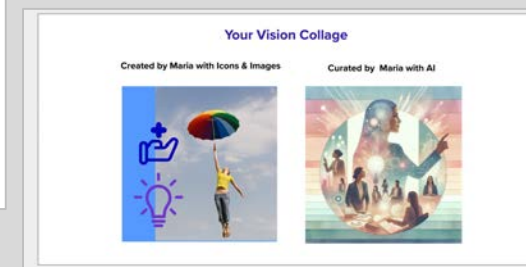 Your Vision Collage
Created by Maria with Icons & Images
Curated by Maria with AI